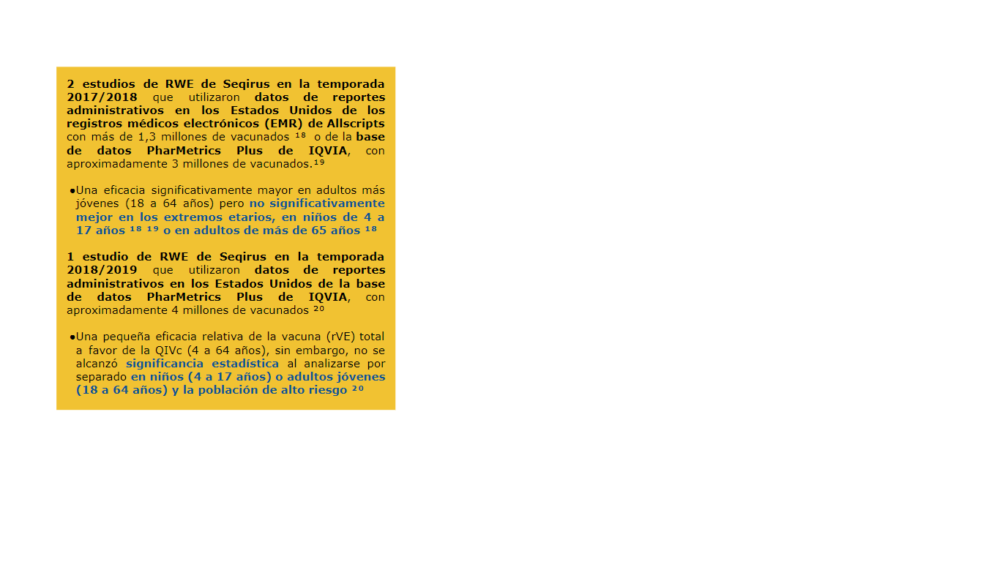 2 estudios de RWE de Seqirus en la temporada
2017/2018 que utilizaron datos de reportes
administrativos en los Estados Unidos de los
registros médicos electrónicos (EMR) de Allscripts
con más de 1,3 millones de vacunados ¹⁸ o de la base
de datos PharMetrics Plus de IQVIA, con
aproximadamente 3 millones de vacunados.¹⁹
●Una eficacia significativamente mayor en adultos más
jóvenes (18 a 64 años) pero no significativamente
mejor en los extremos etarios, en niños de 4 a
17 años ¹⁸ ¹⁹ o en adultos de más de 65 años ¹⁸
1 estudio de RWE de Seqirus en la temporada
2018/2019 que utilizaron datos de reportes
administrativos en los Estados Unidos de la base
de datos PharMetrics Plus de IQVIA, con
aproximadamente 4 millones de vacunados ²⁰
●Una pequeña eficacia relativa de la vacuna (rVE) total
a favor de la QIVc (4 a 64 años), sin embargo, no se
alcanzó significancia estadística al analizarse por
separado en niños (4 a 17 años) o adultos jóvenes
(18 a 64 años) y la población de alto riesgo ²⁰